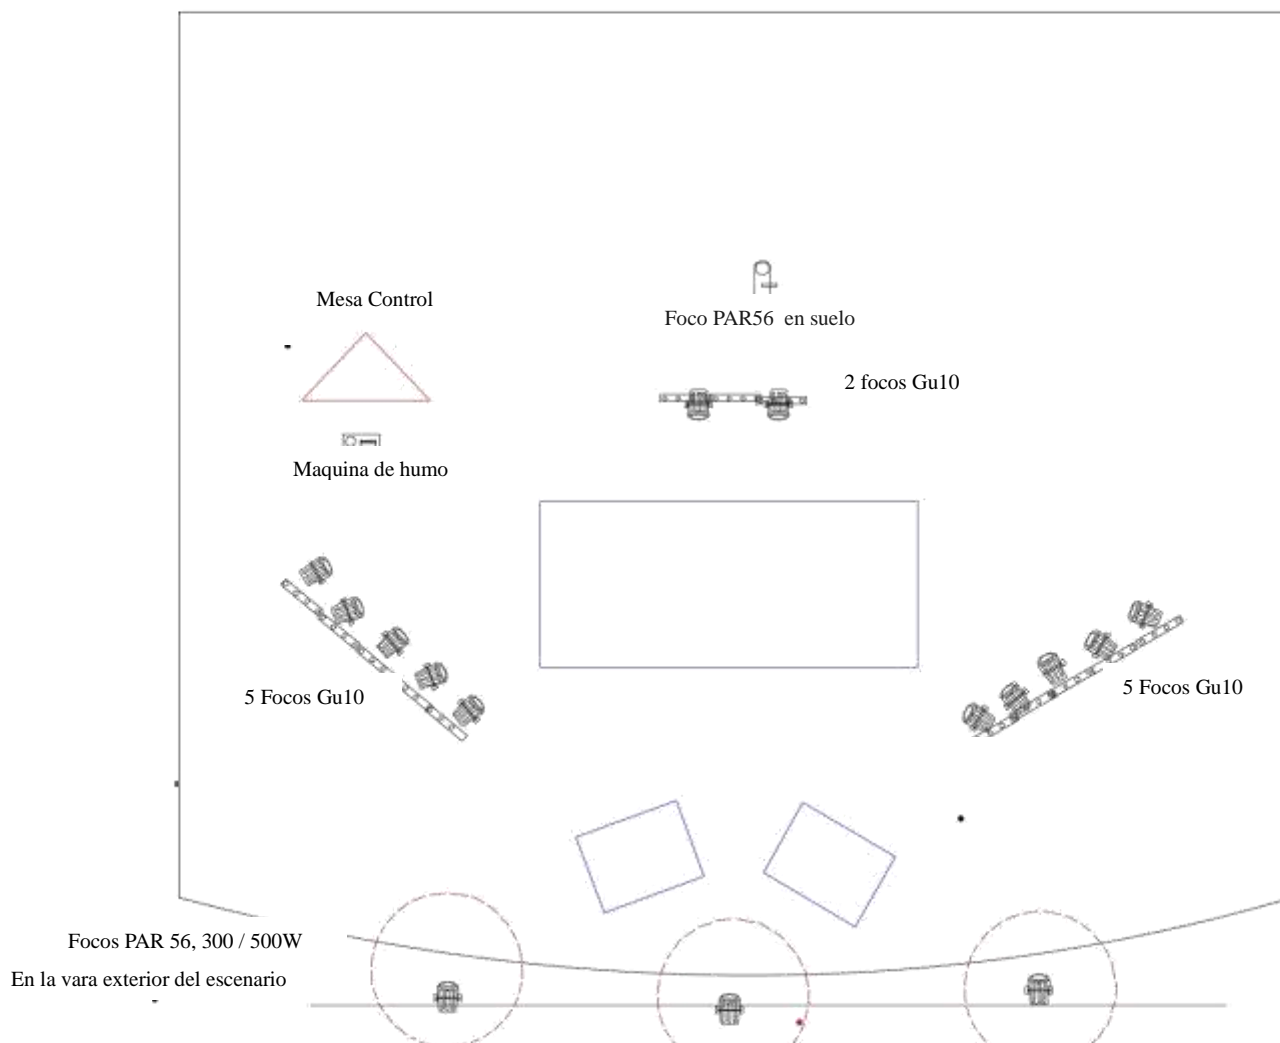 Mesa Control
Foco PAR56 en suelo
2 focos Gu10
Maquina de humo
5 Focos Gu10
5 Focos Gu10
Focos PAR 56, 300 / 500W
En la vara exterior del escenario